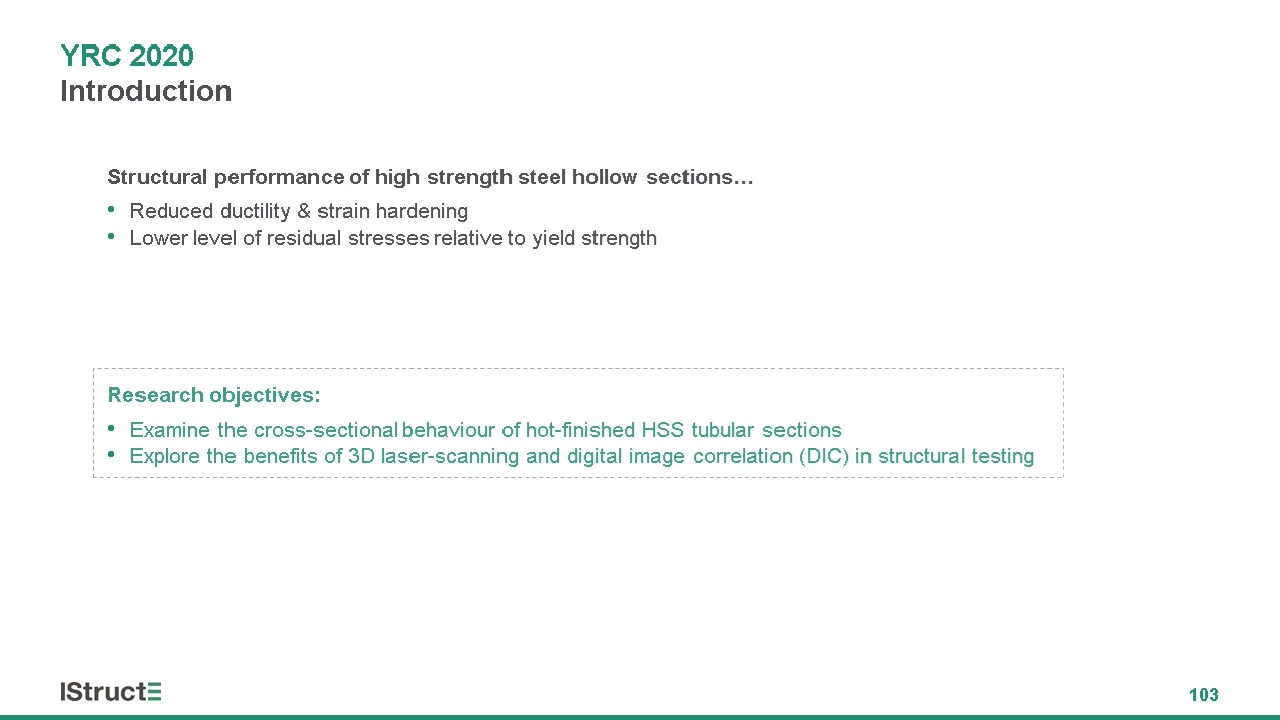 YRC 2020
Introduction
Structural performance of high strength steel hollow sections…
• Reduced ductility & strain hardening
• Lower level of residual stresses relative to yield strength
Research objectives:
• Examine the cross-sectional behaviour of hot-finished HSS tubular sections
• Explore the benefits of 3D laser-scanning and digital image correlation (DIC) in structural testing
IStructE
103